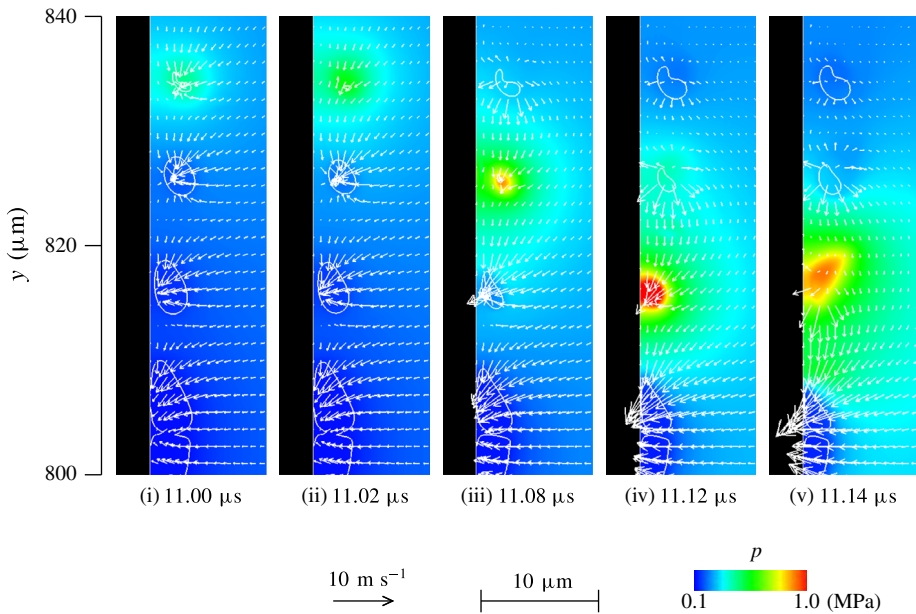 840
820
800
y (μm)
(i) 11.00 μs
(ii) 11.02 μs
(iii) 11.08 μs
(iv) 11.12 μs
(v) 11.14 μs
10 m s⁻¹
10 μm
p
0.1 1.0 (MPa)